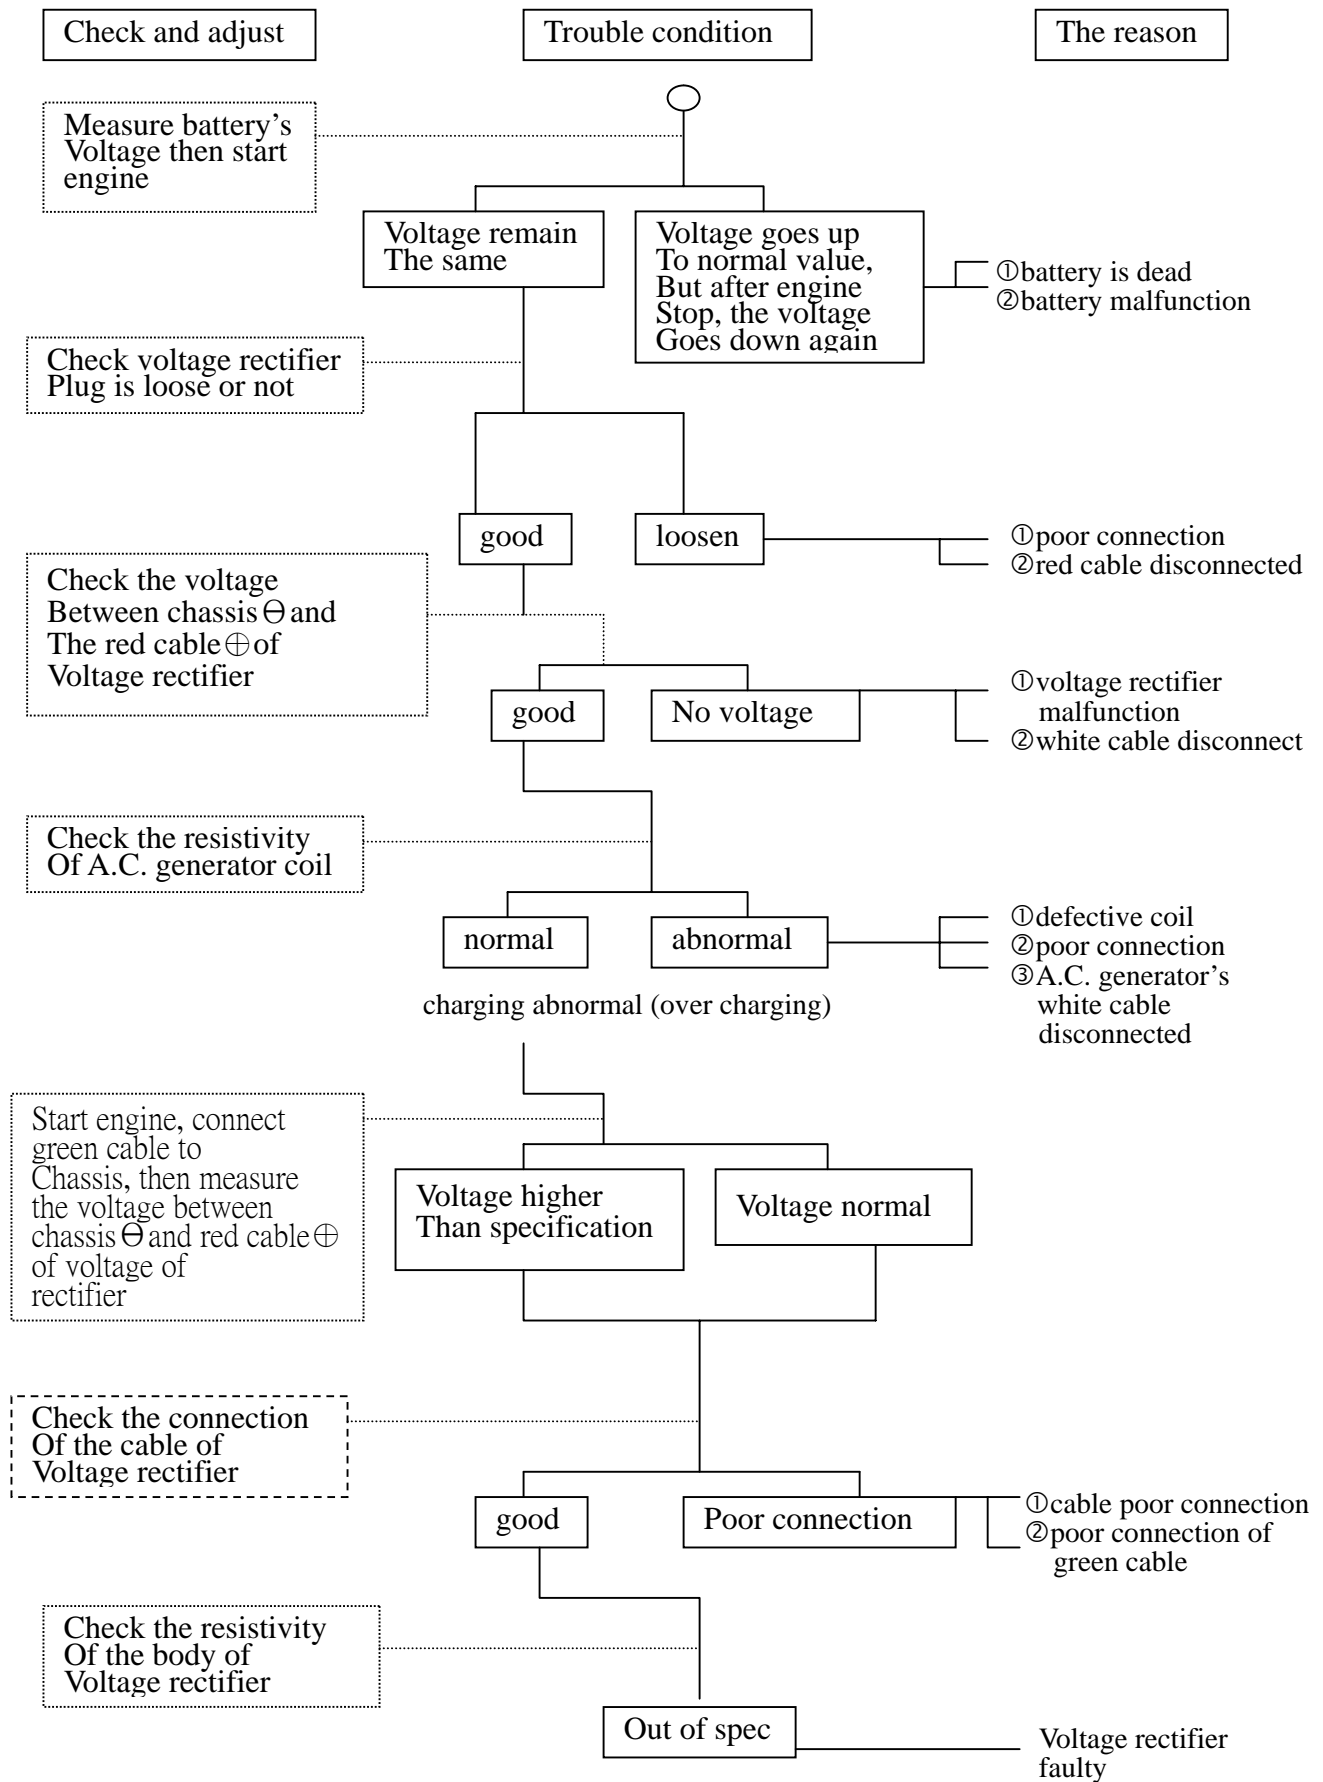 Check and adjust
Trouble condition
The reason
Measure battery's
Voltage then start
engine
Voltage remain
The same
Voltage goes up
To normal value,
But after engine
Stop, the voltage
Goes down again
①battery is dead
②battery malfunction
Check voltage rectifier
Plug is loose or not
good
loosen
①poor connection
②red cable disconnected
Check the voltage
Between chassis⊖and
The red cable⊕of
Voltage rectifier
good
No voltage
①voltage rectifier
malfunction
②white cable disconnect
Check the resistivity
Of A.C. generator coil
normal
abnormal
①defective coil
②poor connection
③A.C. generator's
white cable
disconnected
charging abnormal (over charging)
Start engine, connect
green cable to
Chassis, then measure
the voltage between
chassis⊖and red cable⊕
of voltage of
rectifier
Voltage higher
Than specification
Voltage normal
Check the connection
Of the cable of
Voltage rectifier
good
Poor connection
①cable poor connection
②poor connection of
green cable
Check the resistivity
Of the body of
Voltage rectifier
Out of spec
Voltage rectifier
faulty